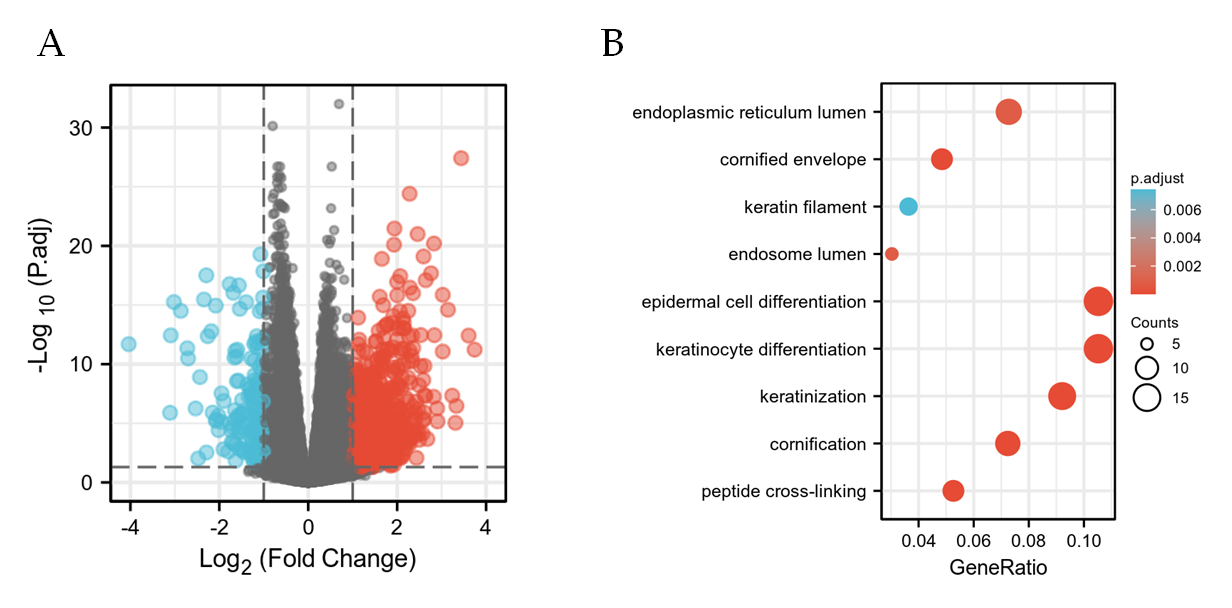 A
B
30
20
10
0
-4
-2
0
2
4
-Log 10 (P.adj)
Log2 (Fold Change)
endoplasmic reticulum lumen
cornified envelope
keratin filament
endosome lumen
epidermal cell differentiation
keratinocyte differentiation
keratinization
cornification
peptide cross-linking
0.04
0.06
0.08
0.10
GeneRatio
p.adjust
0.006
0.004
0.002
Counts
5
10
15